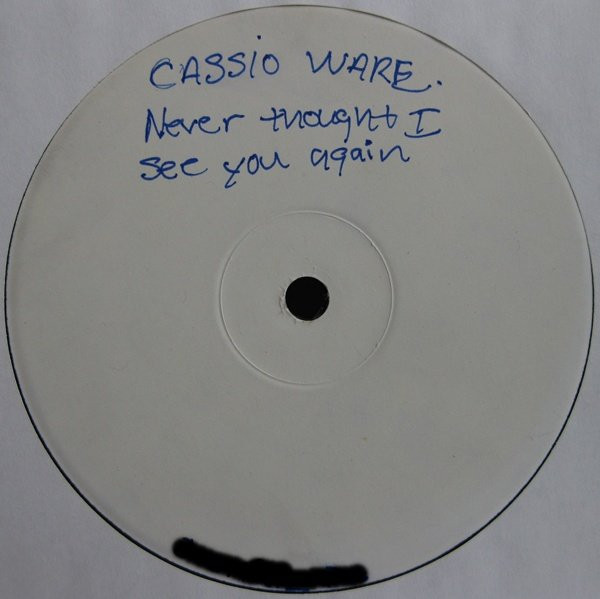 CASSIO WARE.
Never thought I
see you again